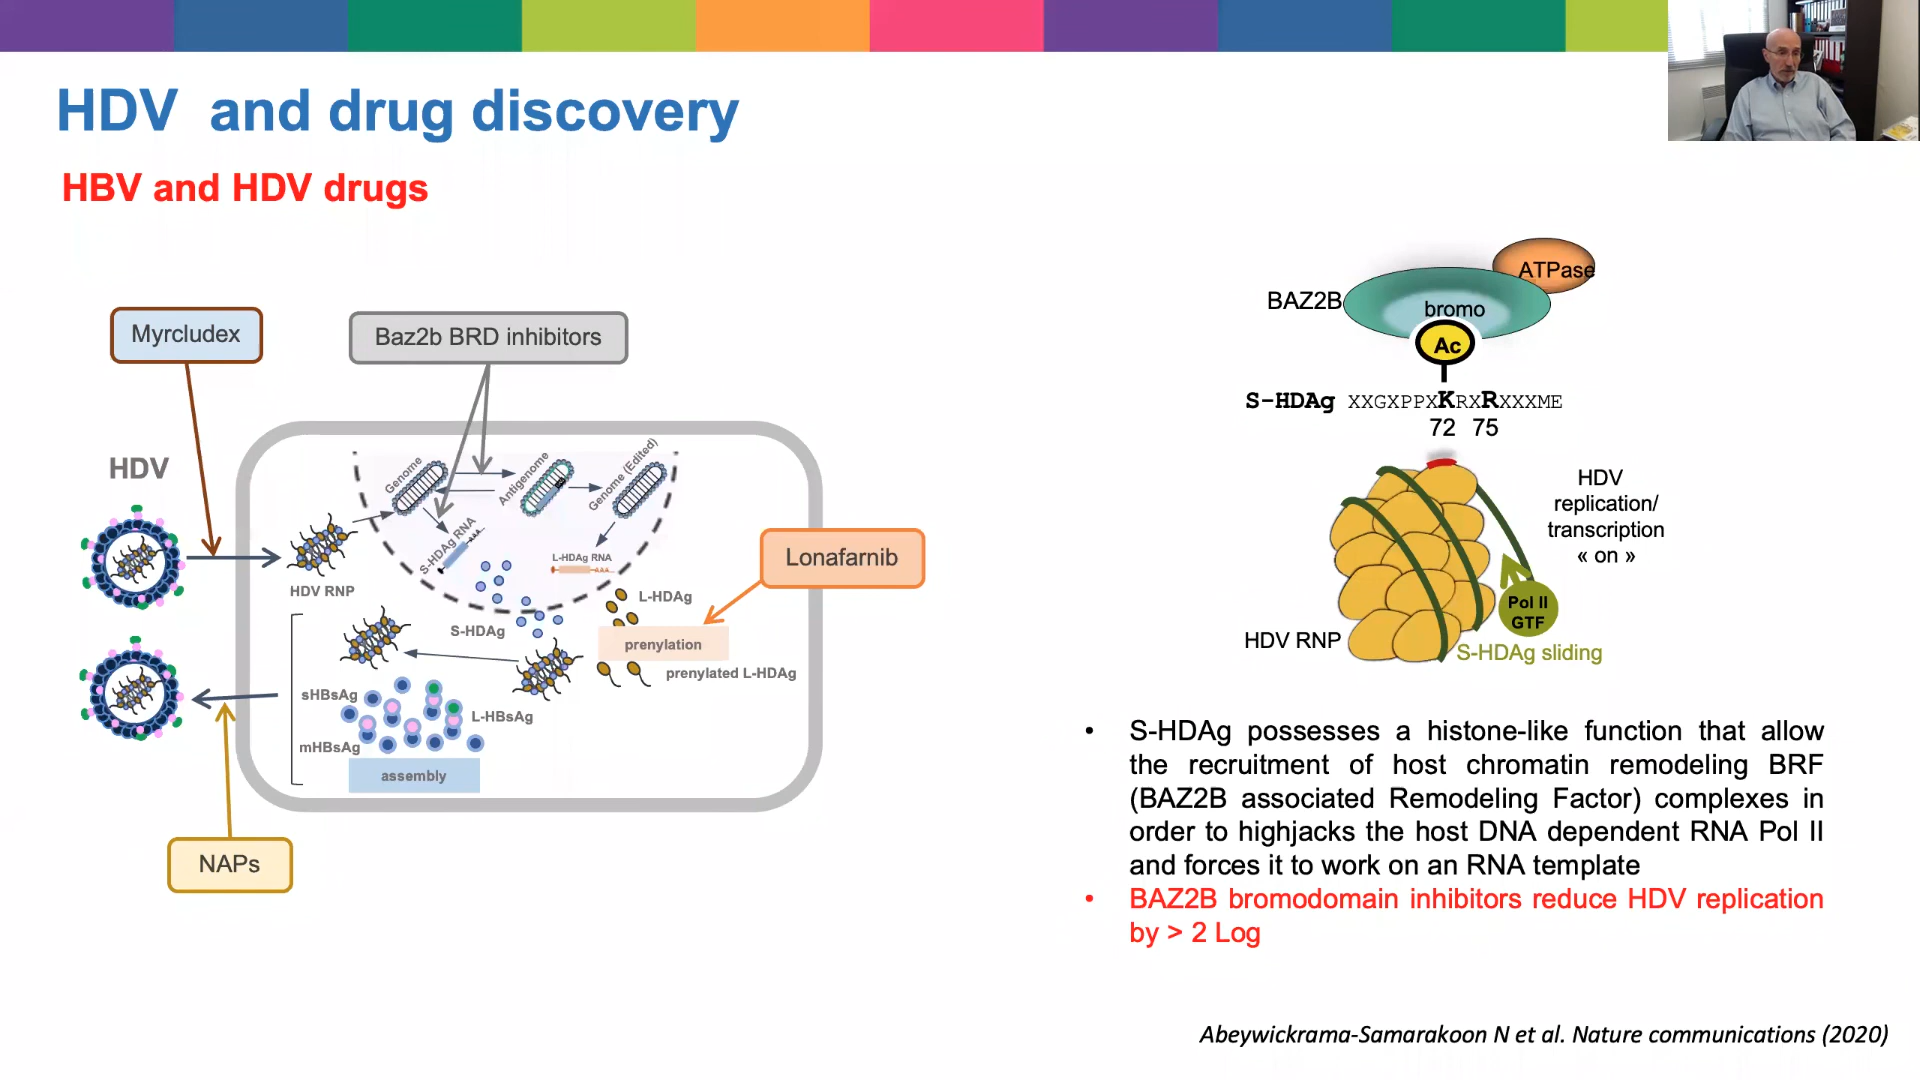 HDV and drug discovery
HBV and HDV drugs
Myrcludex
Baz2b BRD inhibitors
HDV
Genome
Antigenome
Genome (Edited)
S-HDAg RNA
AAA...
L-HDAg RNA
AAA...
HDV RNP
Lonafarnib
L-HDAg
S-HDAg
prenylation
prenylated L-HDAg
sHBsAg
L-HBsAg
mHBsAg
assembly
NAPs
ATPase
BAZ2B
bromo
Ac
S-HDAg XXGXPPXKRXRXXXME
72 75
HDV
replication/
transcription
« on »
Pol II
GTF
HDV RNP
S-HDAg sliding
• S-HDAg possesses a histone-like function that allow
the recruitment of host chromatin remodeling BRF
(BAZ2B associated Remodeling Factor) complexes in
order to highjacks the host DNA dependent RNA Pol II
and forces it to work on an RNA template
• BAZ2B bromodomain inhibitors reduce HDV replication
by > 2 Log
Abeywickrama-Samarakoon N et al. Nature communications (2020)